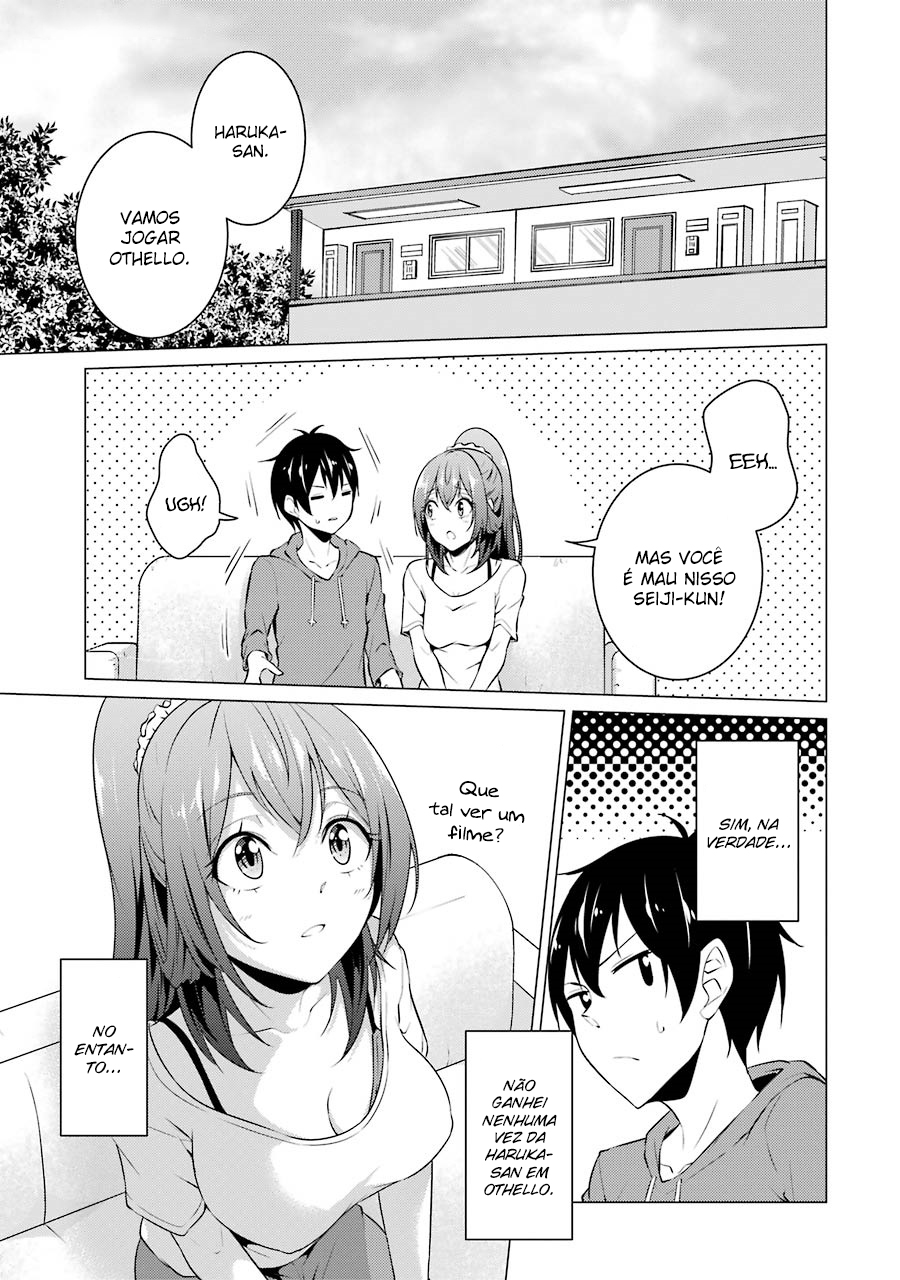 HARUKA-
SAN.
VAMOS
JOGAR
OTHELLO.
EEH...
MAS VOCÊ
É MAU NISSO
SEIJI-KUN!
UGH!
SIM, NA
VERDADE...
NÃO
GANHEI
NENHUMA
VEZ DA
HARUKA-
SAN EM
OTHELLO.
Que
tal ver um
filme?
NO
ENTAN-
TO...